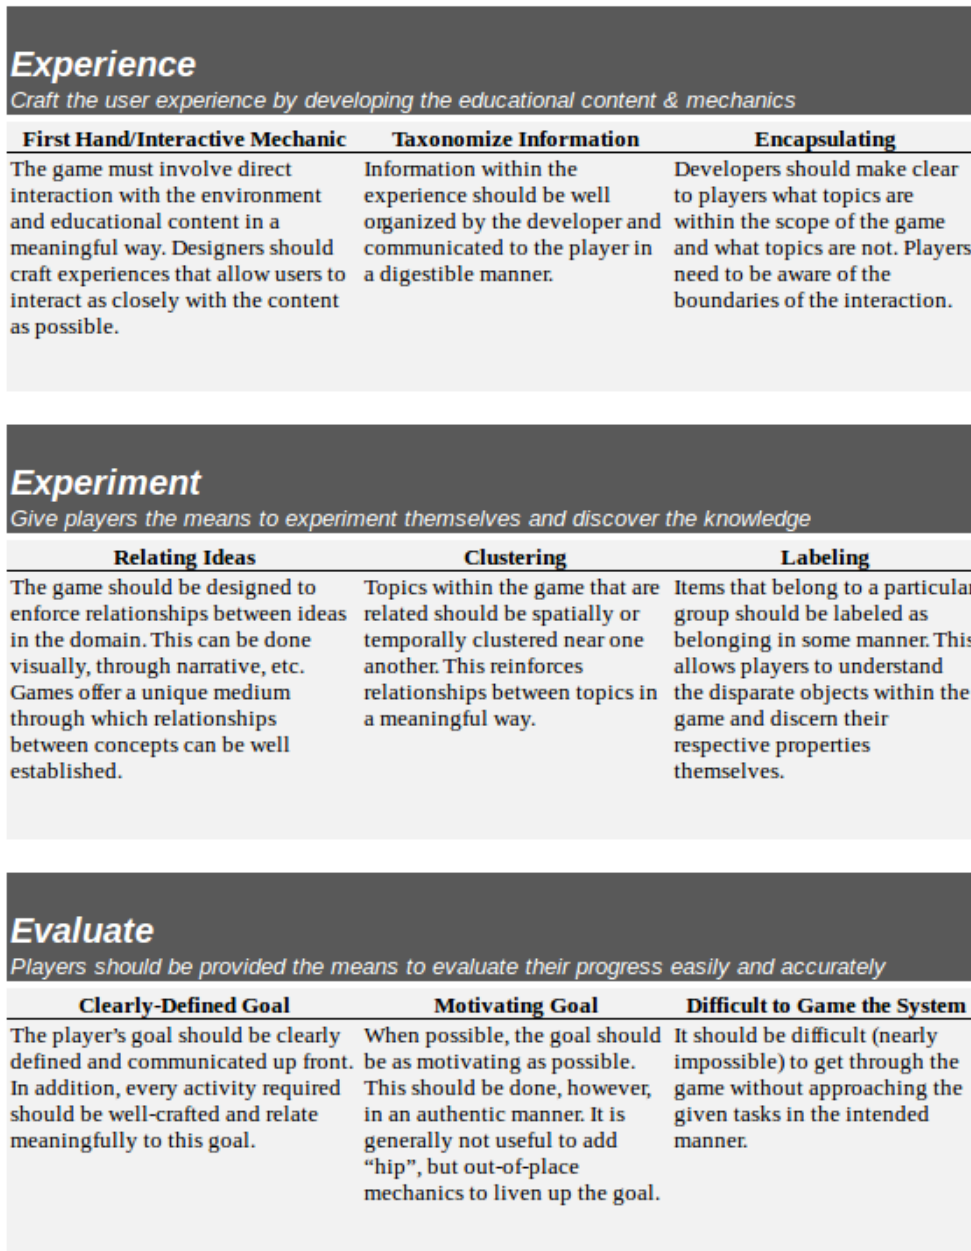 Experience
Craft the user experience by developing the educational content & mechanics
First Hand/Interactive Mechanic
The game must involve direct
interaction with the environment
and educational content in a
meaningful way. Designers should
craft experiences that allow users to
interact as closely with the content
as possible.
Taxonomize Information
Information within the
experience should be well
organized by the developer and
communicated to the player in
a digestible manner.
Encapsulating
Developers should make clear
to players what topics are
within the scope of the game
and what topics are not. Players
need to be aware of the
boundaries of the interaction.
Experiment
Give players the means to experiment themselves and discover the knowledge
Relating Ideas
The game should be designed to
enforce relationships between ideas
in the domain. This can be done
visually, through narrative, etc.
Games offer a unique medium
through which relationships
between concepts can be well
established.
Clustering
Topics within the game that are
related should be spatially or
temporally clustered near one
another. This reinforces
relationships between topics in
a meaningful way.
Labeling
Items that belong to a particular
group should be labeled as
belonging in some manner. This
allows players to understand
the disparate objects within the
game and discern their
respective properties
themselves.
Evaluate
Players should be provided the means to evaluate their progress easily and accurately
Clearly-Defined Goal
The player’s goal should be clearly
defined and communicated up front.
In addition, every activity required
should be well-crafted and relate
meaningfully to this goal.
Motivating Goal
When possible, the goal should
be as motivating as possible.
This should be done, however,
in an authentic manner. It is
generally not useful to add
“hip”, but out-of-place
mechanics to liven up the goal.
Difficult to Game the System
It should be difficult (nearly
impossible) to get through the
game without approaching the
given tasks in the intended
manner.